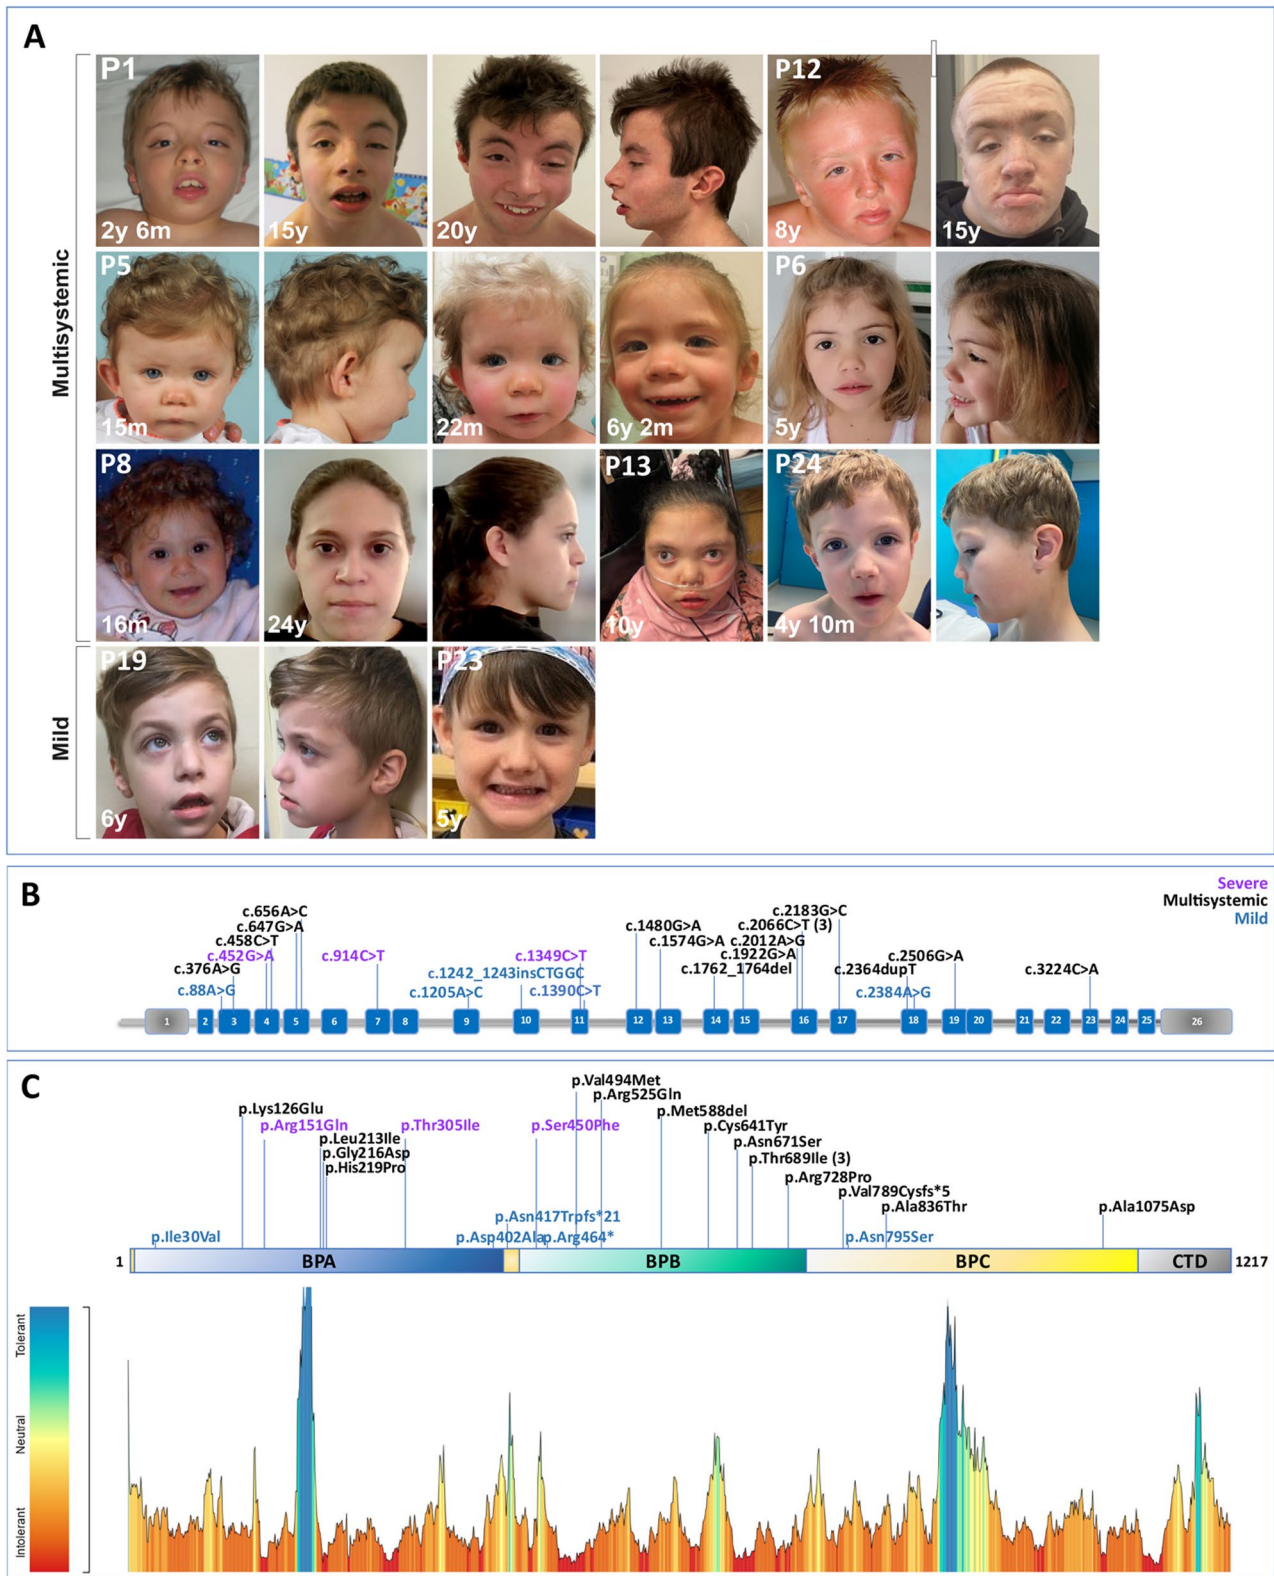 A
Multisystemic
P1
P12
2y 6m
15y
20y
8y
15y
P5
P6
15m
22m
6y 2m
5y
P8
P13
P24
16m
24y
10y
4y 10m
Mild
P19
P23
6y
5y
B
Severe
Multisystemic
Mild
c.656A>C
c.647G>A
c.458C>T
c.452G>A
c.376A>G
c.88A>G
c.914C>T
c.1349C>T
c.1242_1243insCTGGC
c.1205A>C
c.1390C>T
c.2183G>C
c.1480G>A
c.2066C>T (3)
c.1574G>A
c.2012A>G
c.1922G>A
c.1762_1764del
c.2506G>A
c.2364dupT
c.2384A>G
c.3224C>A
1 2 3 4 5 6 7 8 9 10 11 12 13 14 15 16 17 18 19 20 21 22 23 24 25 26
C
p.Val494Met
p.Arg525Gln
p.Lys126Glu
p.Met588del
p.Arg151Gln
p.Thr305Ile
p.Ser450Phe
p.Cys641Tyr
p.Leu213Ile
p.Asn671Ser
p.Gly216Asp
p.Thr689Ile (3)
p.His219Pro
p.Arg728Pro
p.Val789Cysfs*5
p.Ala836Thr
p.Ala1075Asp
p.Asn417Trpfs*21
p.Ile30Val
p.Asp402Ala
p.Arg464*
p.Asn795Ser
1 BPA BPB BPC CTD 1217
Tolerant
Neutral
Intolerant